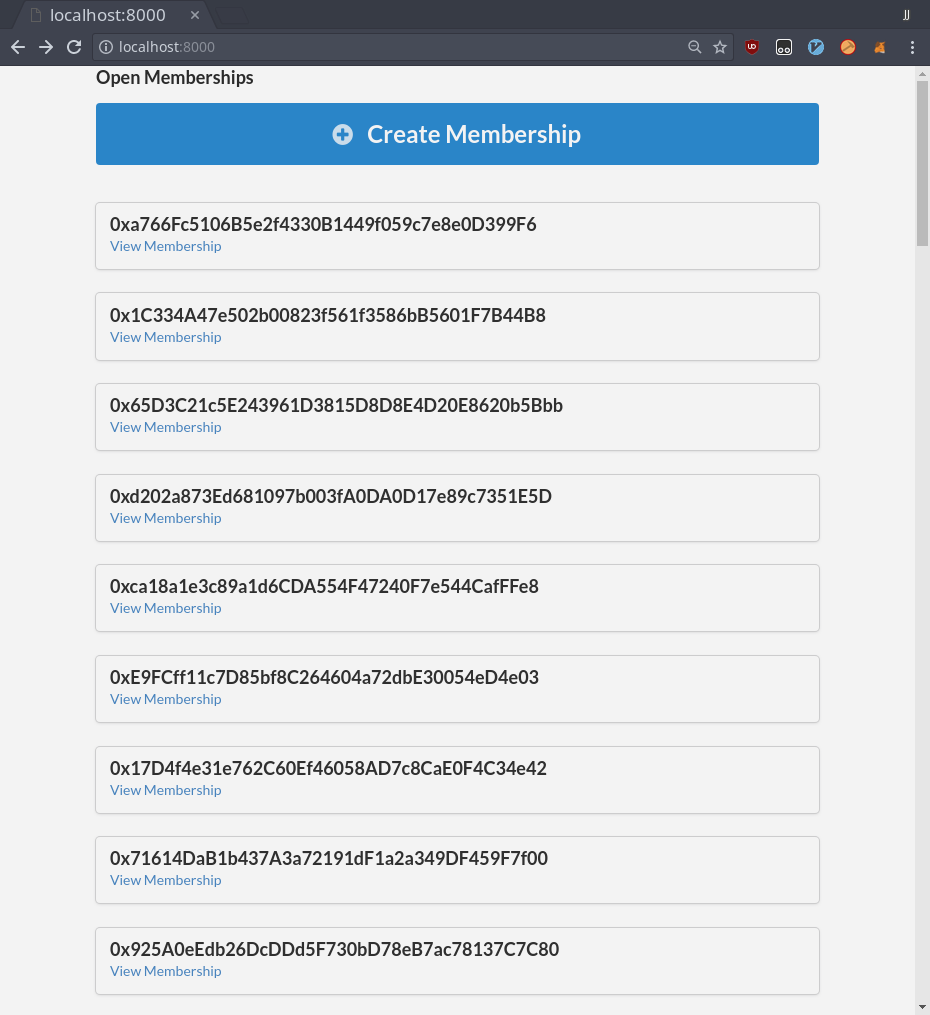 localhost:8000
JJ
localhost:8000
Open Memberships
Create Membership
0xa766Fc5106B5e2f4330B1449f059c7e8e0D399F6
View Membership
0x1C334A47e502b00823f561f3586bB5601F7B44B8
View Membership
0x65D3C21c5E243961D3815D8D8E4D20E8620b5Bbb
View Membership
0xd202a873Ed681097b003fA0DA0D17e89c7351E5D
View Membership
0xca18a1e3c89a1d6CDA554F47240F7e544CafFFe8
View Membership
0xE9FCff11c7D85bf8C264604a72dbE30054eD4e03
View Membership
0x17D4f4e31e762C60Ef46058AD7c8CaE0F4C34e42
View Membership
0x71614DaB1b437A3a72191dF1a2a349DF459F7f00
View Membership
0x925A0eEdb26DcDDd5F730bD78eB7ac78137C7C80
View Membership